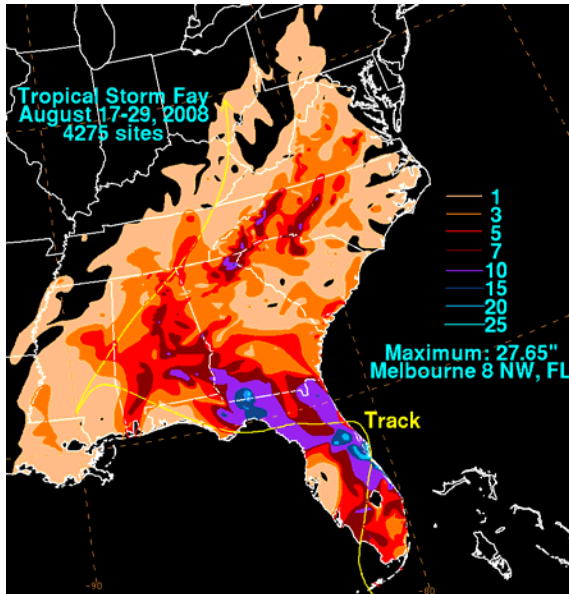 Tropical Storm Fay
August 17-29, 2008
4275 sites
1
3
5
7
10
15
20
25
Maximum: 27.65"
Melbourne 8 NW, FL
Track
-90
-80